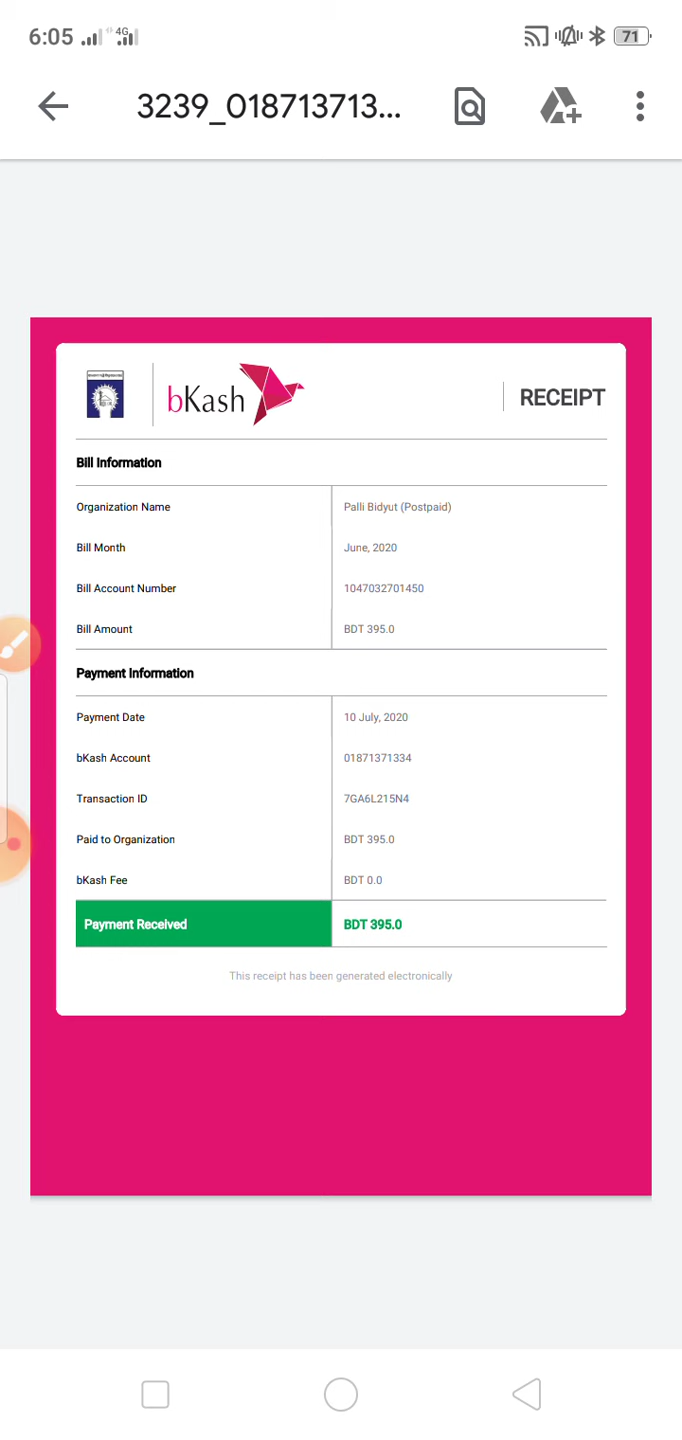 6:05 4G 71
3239_018713713...
bKash RECEIPT
Bill Information
Organization Name Palli Bidyut (Postpaid)
Bill Month June, 2020
Bill Account Number 1047032701450
Bill Amount BDT 395.0
Payment Information
Payment Date 10 July, 2020
bKash Account 01871371334
Transaction ID 7GA6L215N4
Paid to Organization BDT 395.0
bKash Fee BDT 0.0
Payment Received BDT 395.0
This receipt has been generated electronically